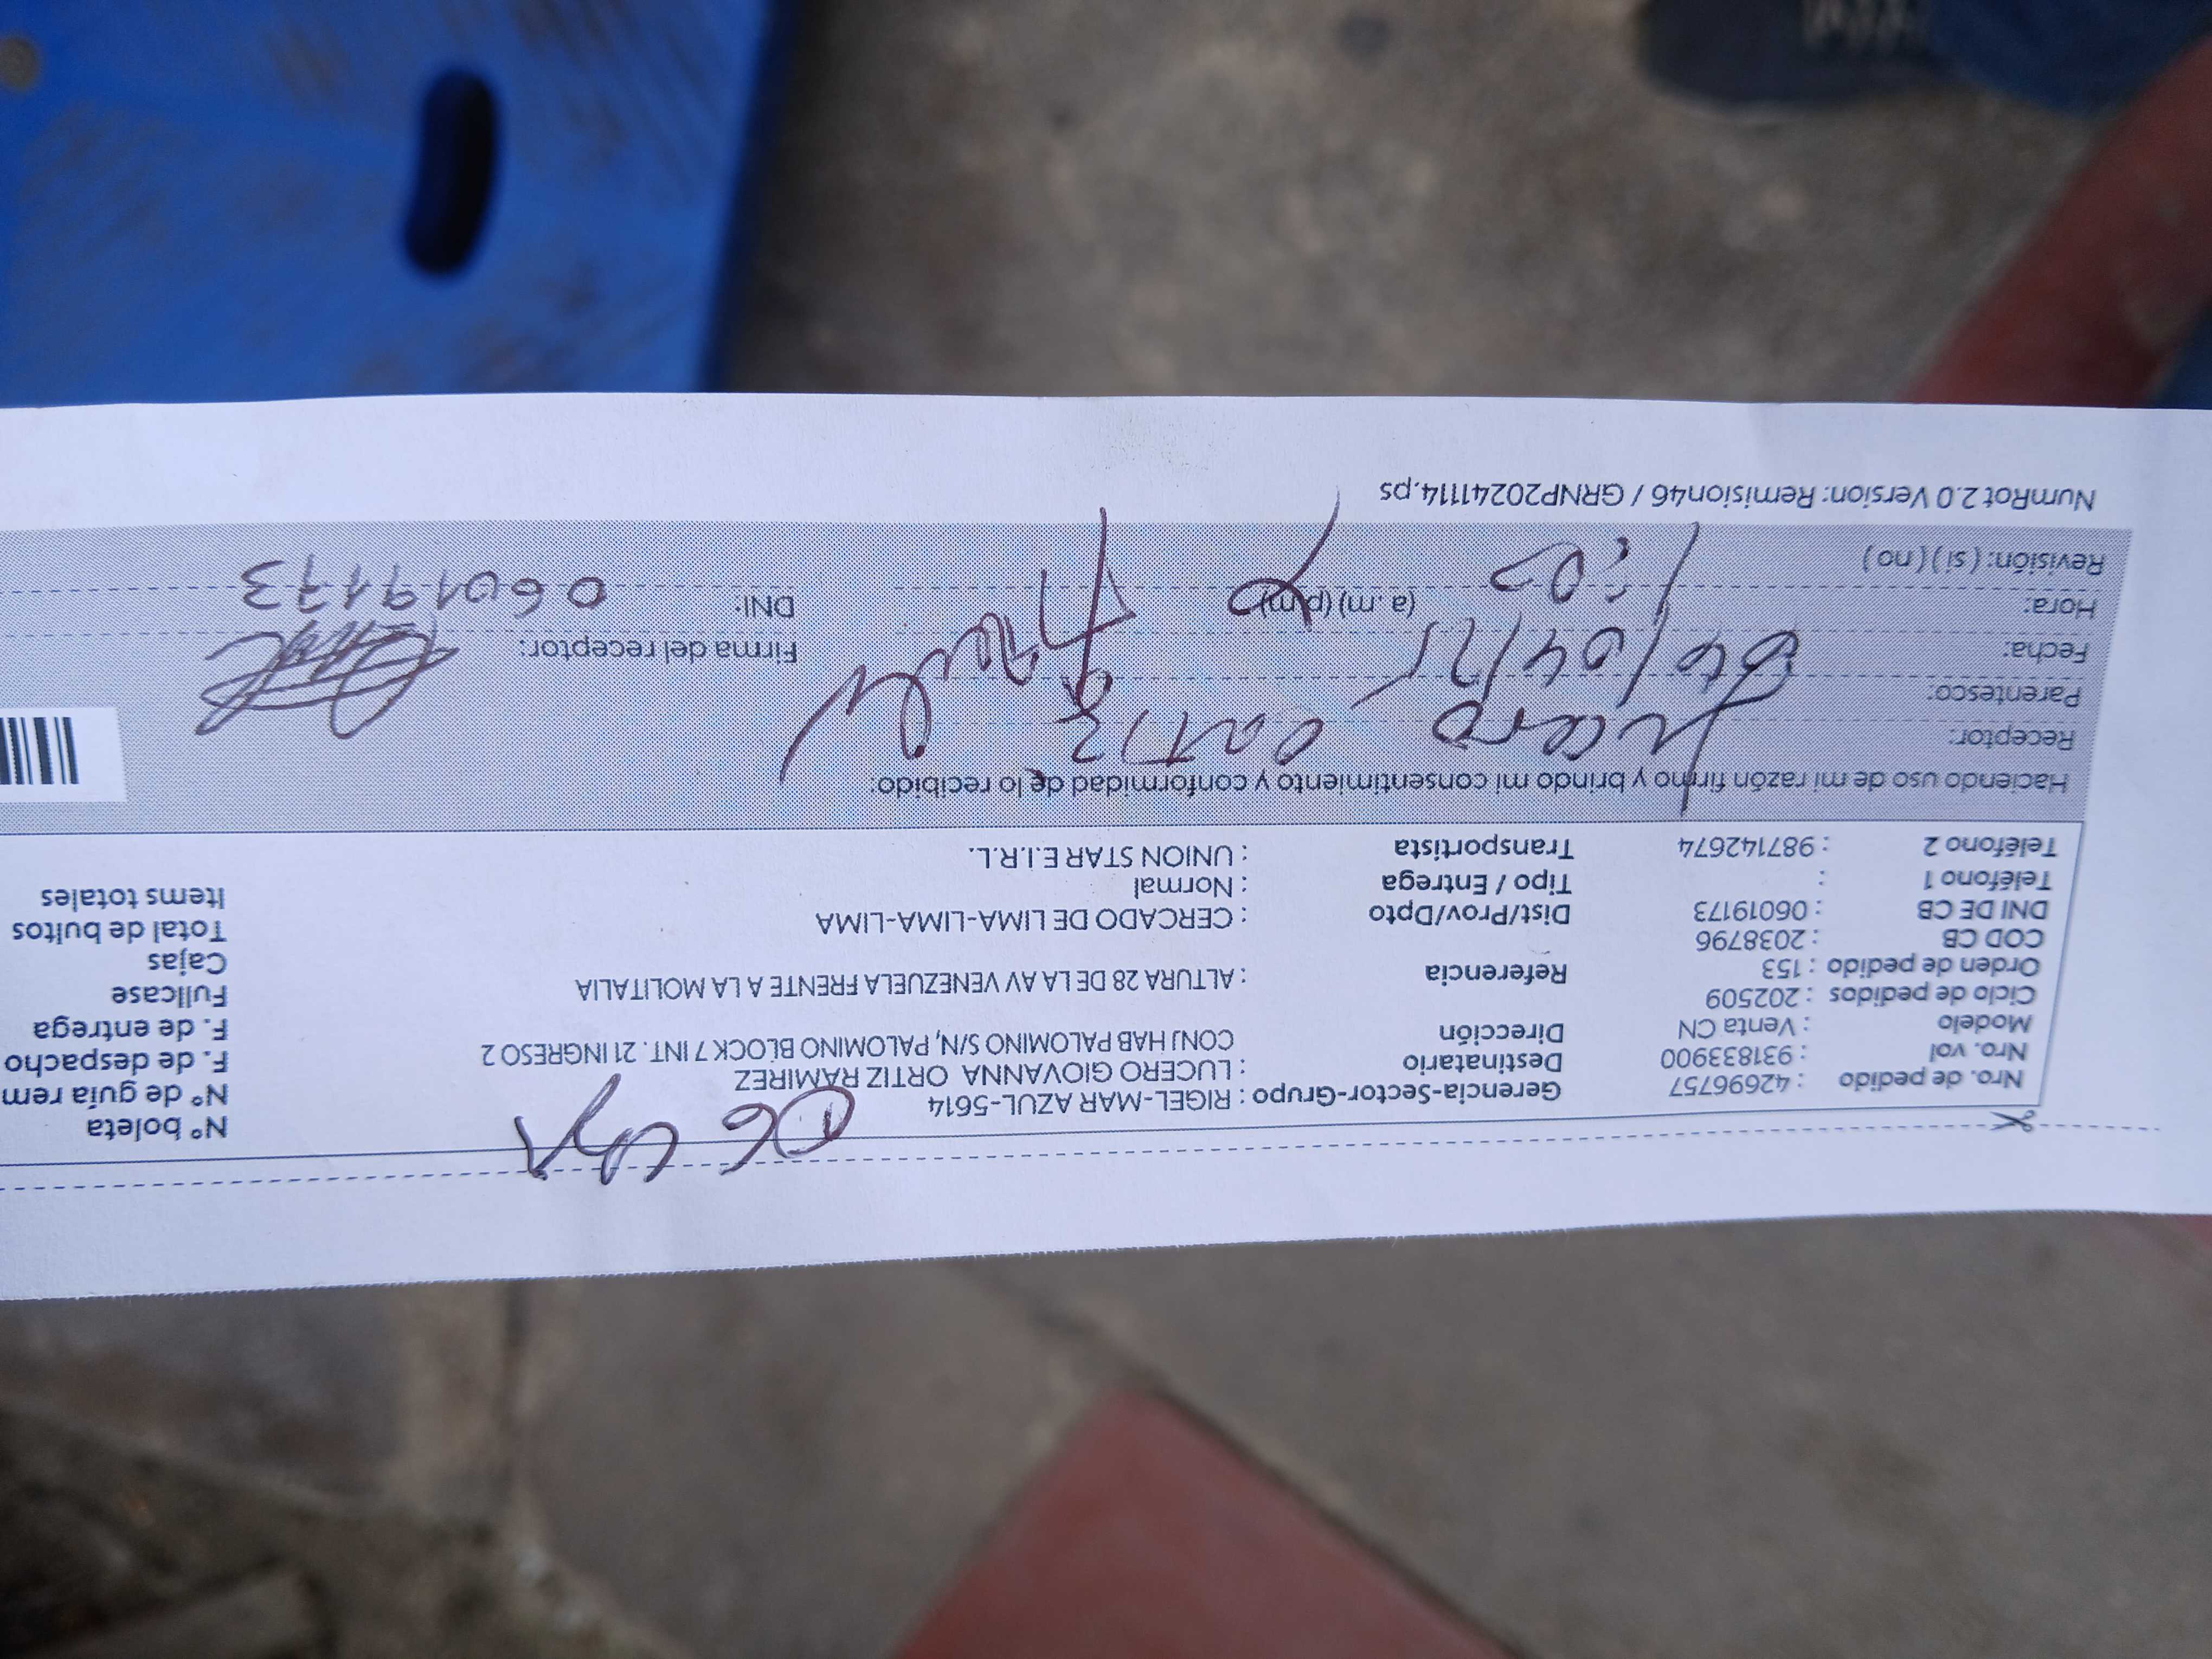 Nº boleta
Nro. de pedido : 42696757 Gerencia-Sector-Grupo : RIGEL-MAR AZUL-5614 Nº de guía rem
Nro. vol : 931833900 Destinatario : LUCERO GIOVANNA ORTIZ RAMIREZ F. de despacho
Modelo : Venta CN Dirección CONJ HAB PALOMINO S/N, PALOMINO BLOCK 7 INT. 21 INGRESO 2 F. de entrega
Ciclo de pedidos : 202509 Fullcase
Orden de pedido : 153 Referencia : ALTURA 28 DE LA AV VENEZUELA FRENTE A LA MOLITALIA Cajas
COD CB : 2038796 Total de bultos
DNI DE CB : 06019173 Dist/Prov/Dpto : CERCADO DE LIMA-LIMA-LIMA Items totales
Teléfono 1 : Tipo / Entrega : Normal
Teléfono 2 : 987142674 Transportista : UNION STAR E.I.R.L.
Haciendo uso de mi razón firmo y brindo mi consentimiento y conformidad de lo recibido:
Receptor: Lucero Ortiz
Parentesco:
Fecha: 06/04/25 Firma del receptor:
Hora: 1:00 (a. m) (p.m) DNI: 06019173
Revisión: ( si ) ( no )
NumRot 2.0 Version: Remision46 / GRNP20241114.ps